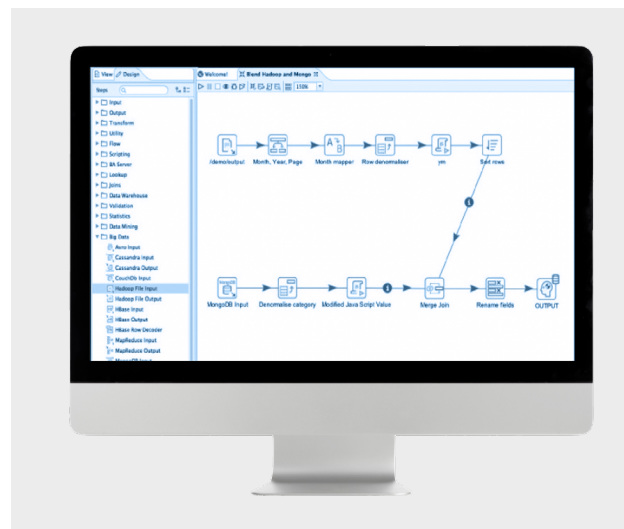 View Design
Welcome! Blend Hadoop and Mongo
Steps
150%
Input
Output
Transform
Utility
Flow
Scripting
BA Server
Lookup
Joins
Data Warehouse
Validation
Statistics
Data Mining
Big Data
Avro Input
Cassandra Input
Cassandra Output
CouchDb Input
Hadoop File Input
Hadoop File Output
HBase Input
HBase Output
HBase Row Decoder
MapReduce Input
MapReduce Output
MongoDB Input
/demo/output Month, Year, Page Month mapper Row denormaliser ym Sort rows
MongoDB Input Denomalise category Modified Java Script Value Merge Join Rename fields OUTPUT